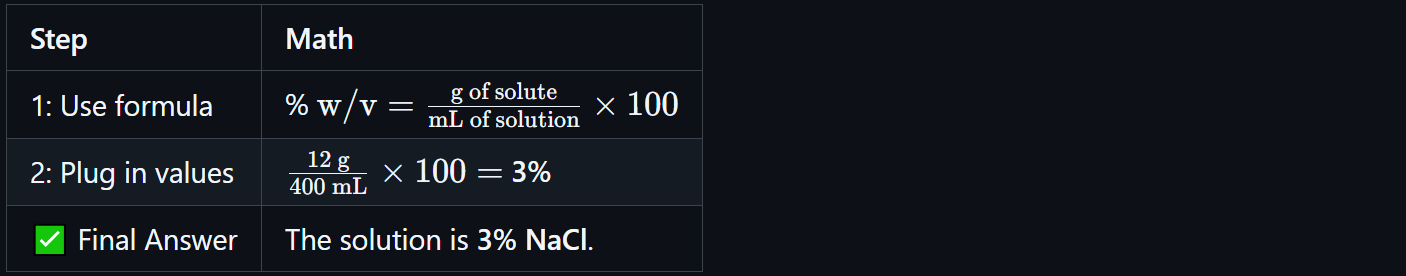 Step Math
1: Use formula % w/v = g of solute / mL of solution × 100
2: Plug in values 12 g / 400 mL × 100 = 3%
✅ Final Answer The solution is 3% NaCl.